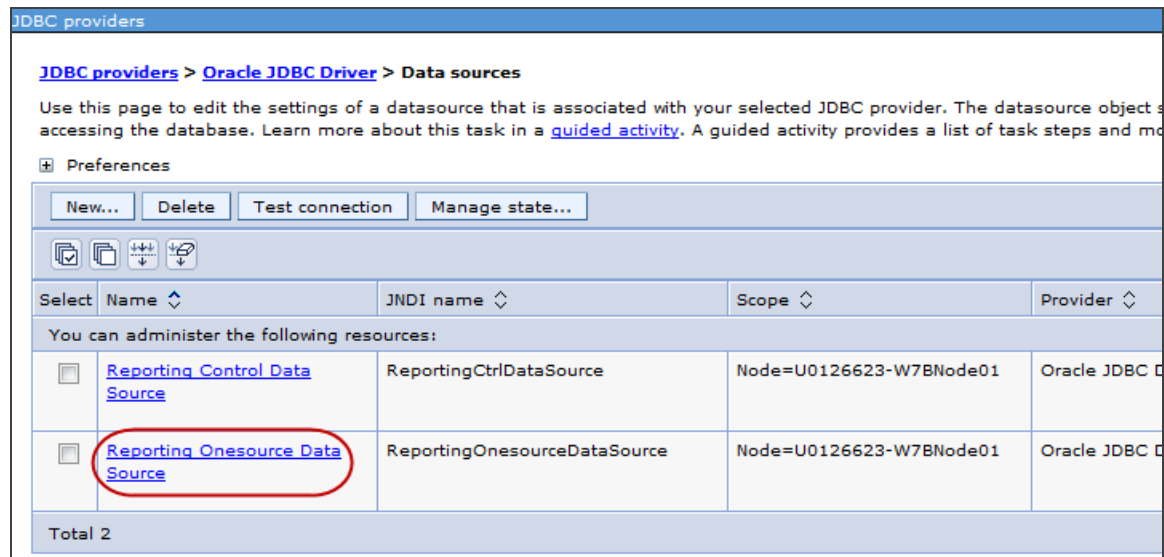 JDBC providers
JDBC providers > Oracle JDBC Driver > Data sources
Use this page to edit the settings of a datasource that is associated with your selected JDBC provider. The datasource object s
accessing the database. Learn more about this task in a guided activity. A guided activity provides a list of task steps and mo
Preferences
New... Delete Test connection Manage state...
Select Name JNDI name Scope Provider
You can administer the following resources:
Reporting Control Data ReportingCtrlDataSource Node=U0126623-W7BNode01 Oracle JDBC D
Source
Reporting Onesource Data ReportingOnesourceDataSource Node=U0126623-W7BNode01 Oracle JDBC D
Source
Total 2